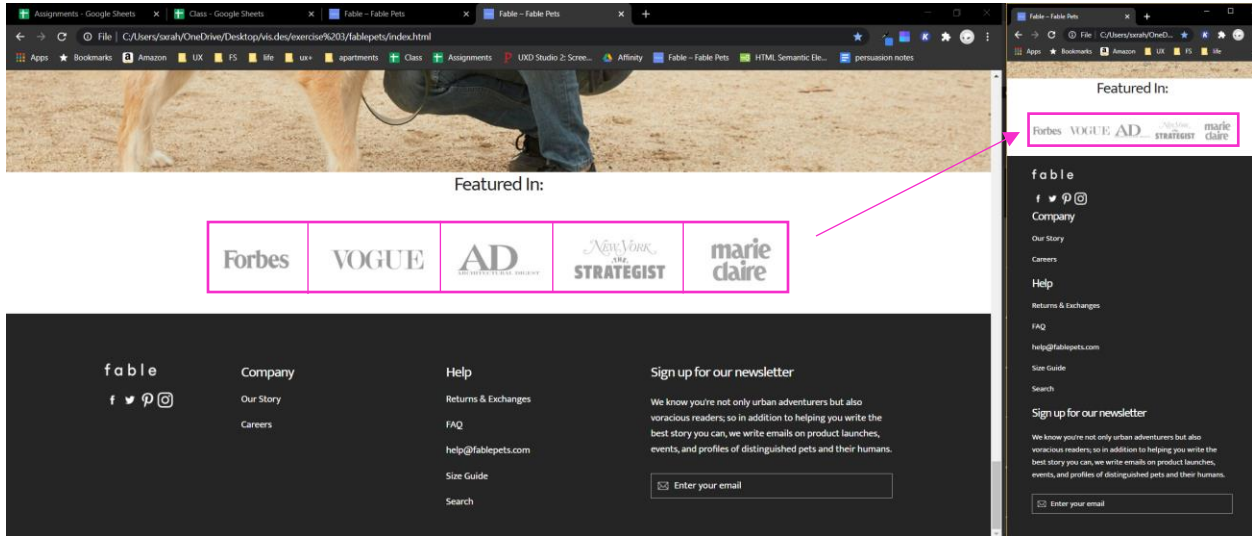 Assignments - Google Sheets
Class - Google Sheets
Fable – Fable Pets
Fable – Fable Pets
File | C:/Users/sarah/OneDrive/Desktop/vis.des/exercise%203/fablepets/index.html
Apps Bookmarks Amazon UX FS life ux+ apartments Class Assignments UXD Studio 2: Scree... Affinity Fable – Fable Pets HTML Semantic Ele... persuasion notes
Featured In:
Forbes
VOGUE
AD
ARCHITECTURAL DIGEST
NEW YORK
THE
STRATEGIST
marie
claire
fable
Company
Our Story
Careers
Help
Returns & Exchanges
FAQ
help@fablepets.com
Size Guide
Search
Sign up for our newsletter
We know you're not only urban adventurers but also
voracious readers; so in addition to helping you write the
best story you can, we write emails on product launches,
events, and profiles of distinguished pets and their humans.
Enter your email
Fable – Fable Pets
File | C:/Users/sarah/OneD...
Apps Bookmarks Amazon UX FS life
Featured In:
Forbes
VOGUE
AD
STRATEGIST
marie
claire
fable
Company
Our Story
Careers
Help
Returns & Exchanges
FAQ
help@fablepets.com
Size Guide
Search
Sign up for our newsletter
We know you're not only urban adventurers but also
voracious readers; so in addition to helping you write the
best story you can, we write emails on product launches,
events, and profiles of distinguished pets and their humans.
Enter your email